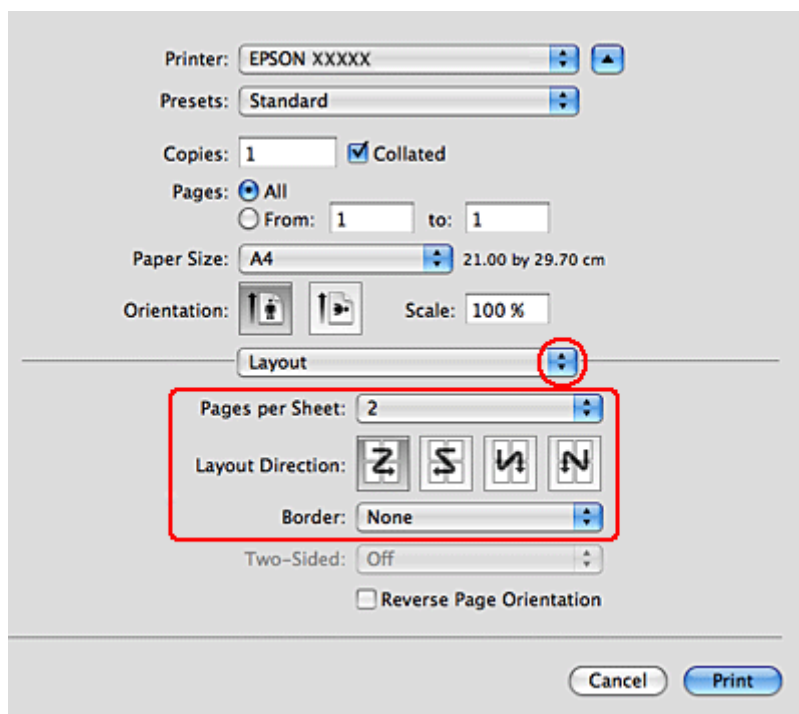 Printer: EPSON XXXXX
Presets: Standard
Copies: 1 Collated
Pages: All
From: 1 to: 1
Paper Size: A4 21.00 by 29.70 cm
Orientation: Scale: 100 %
Layout
Pages per Sheet: 2
Layout Direction:
Border: None
Two-Sided: Off
Reverse Page Orientation
Cancel Print